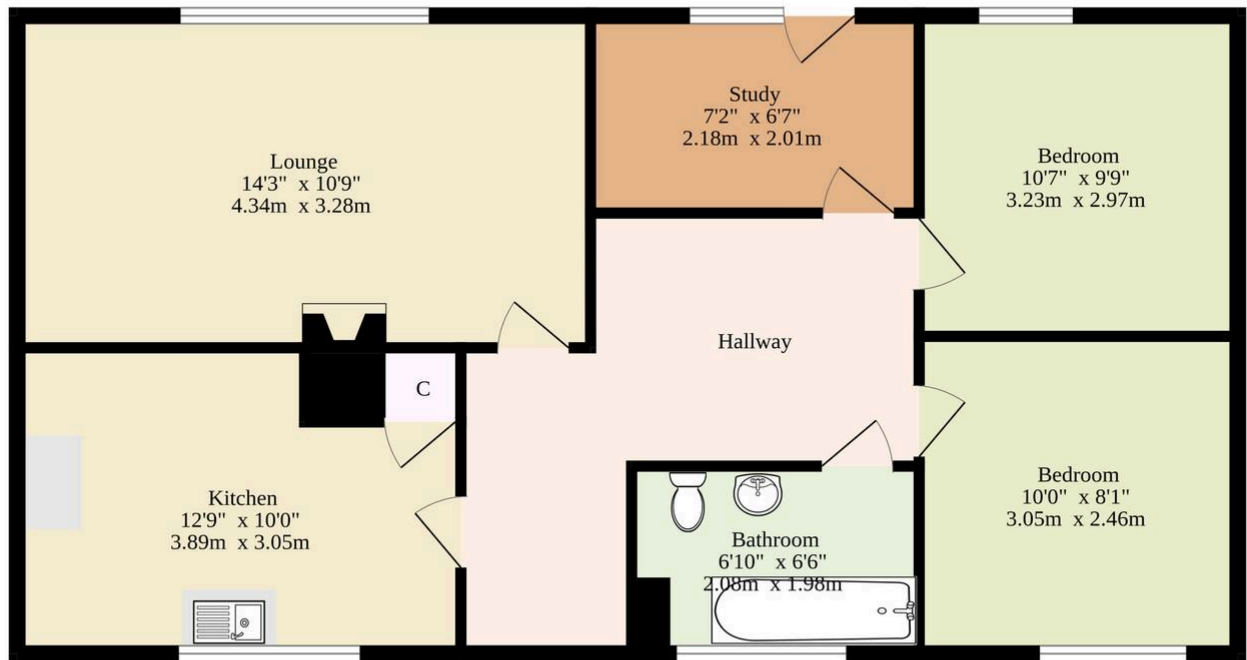 Lounge
14'3" x 10'9"
4.34m x 3.28m
Study
7'2" x 6'7"
2.18m x 2.01m
Bedroom
10'7" x 9'9"
3.23m x 2.97m
Hallway
C
Kitchen
12'9" x 10'0"
3.89m x 3.05m
Bathroom
6'10" x 6'6"
2.08m x 1.98m
Bedroom
10'0" x 8'1"
3.05m x 2.46m